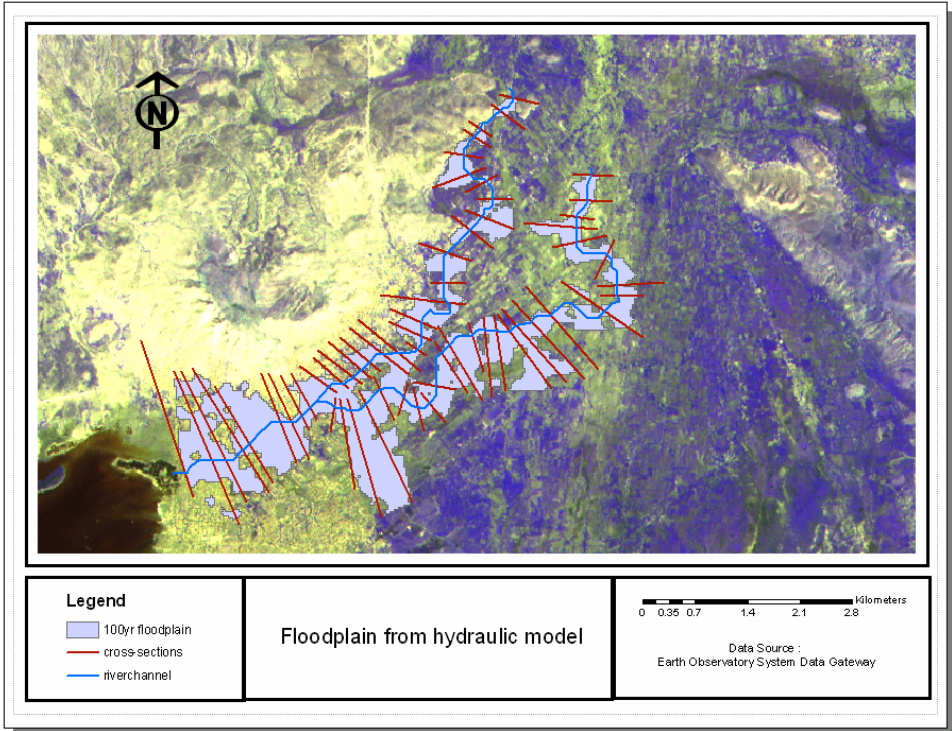 N
Legend
100yr floodplain
cross-sections
riverchannel
Floodplain from hydraulic model
Kilometers
0 0.35 0.7 1.4 2.1 2.8
Data Source :
Earth Observatory System Data Gateway